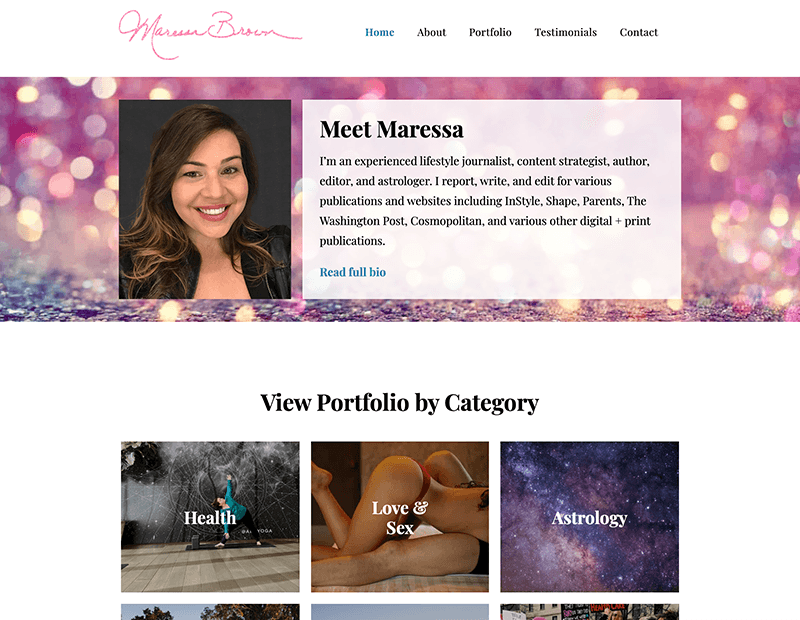 Maressa Brown
Home About Portfolio Testimonials Contact
Meet Maressa
I'm an experienced lifestyle journalist, content strategist, author,
editor, and astrologer. I report, write, and edit for various
publications and websites including InStyle, Shape, Parents, The
Washington Post, Cosmopolitan, and various other digital + print
publications.
Read full bio
View Portfolio by Category
Health
YOGA
Love &
Sex
Astrology